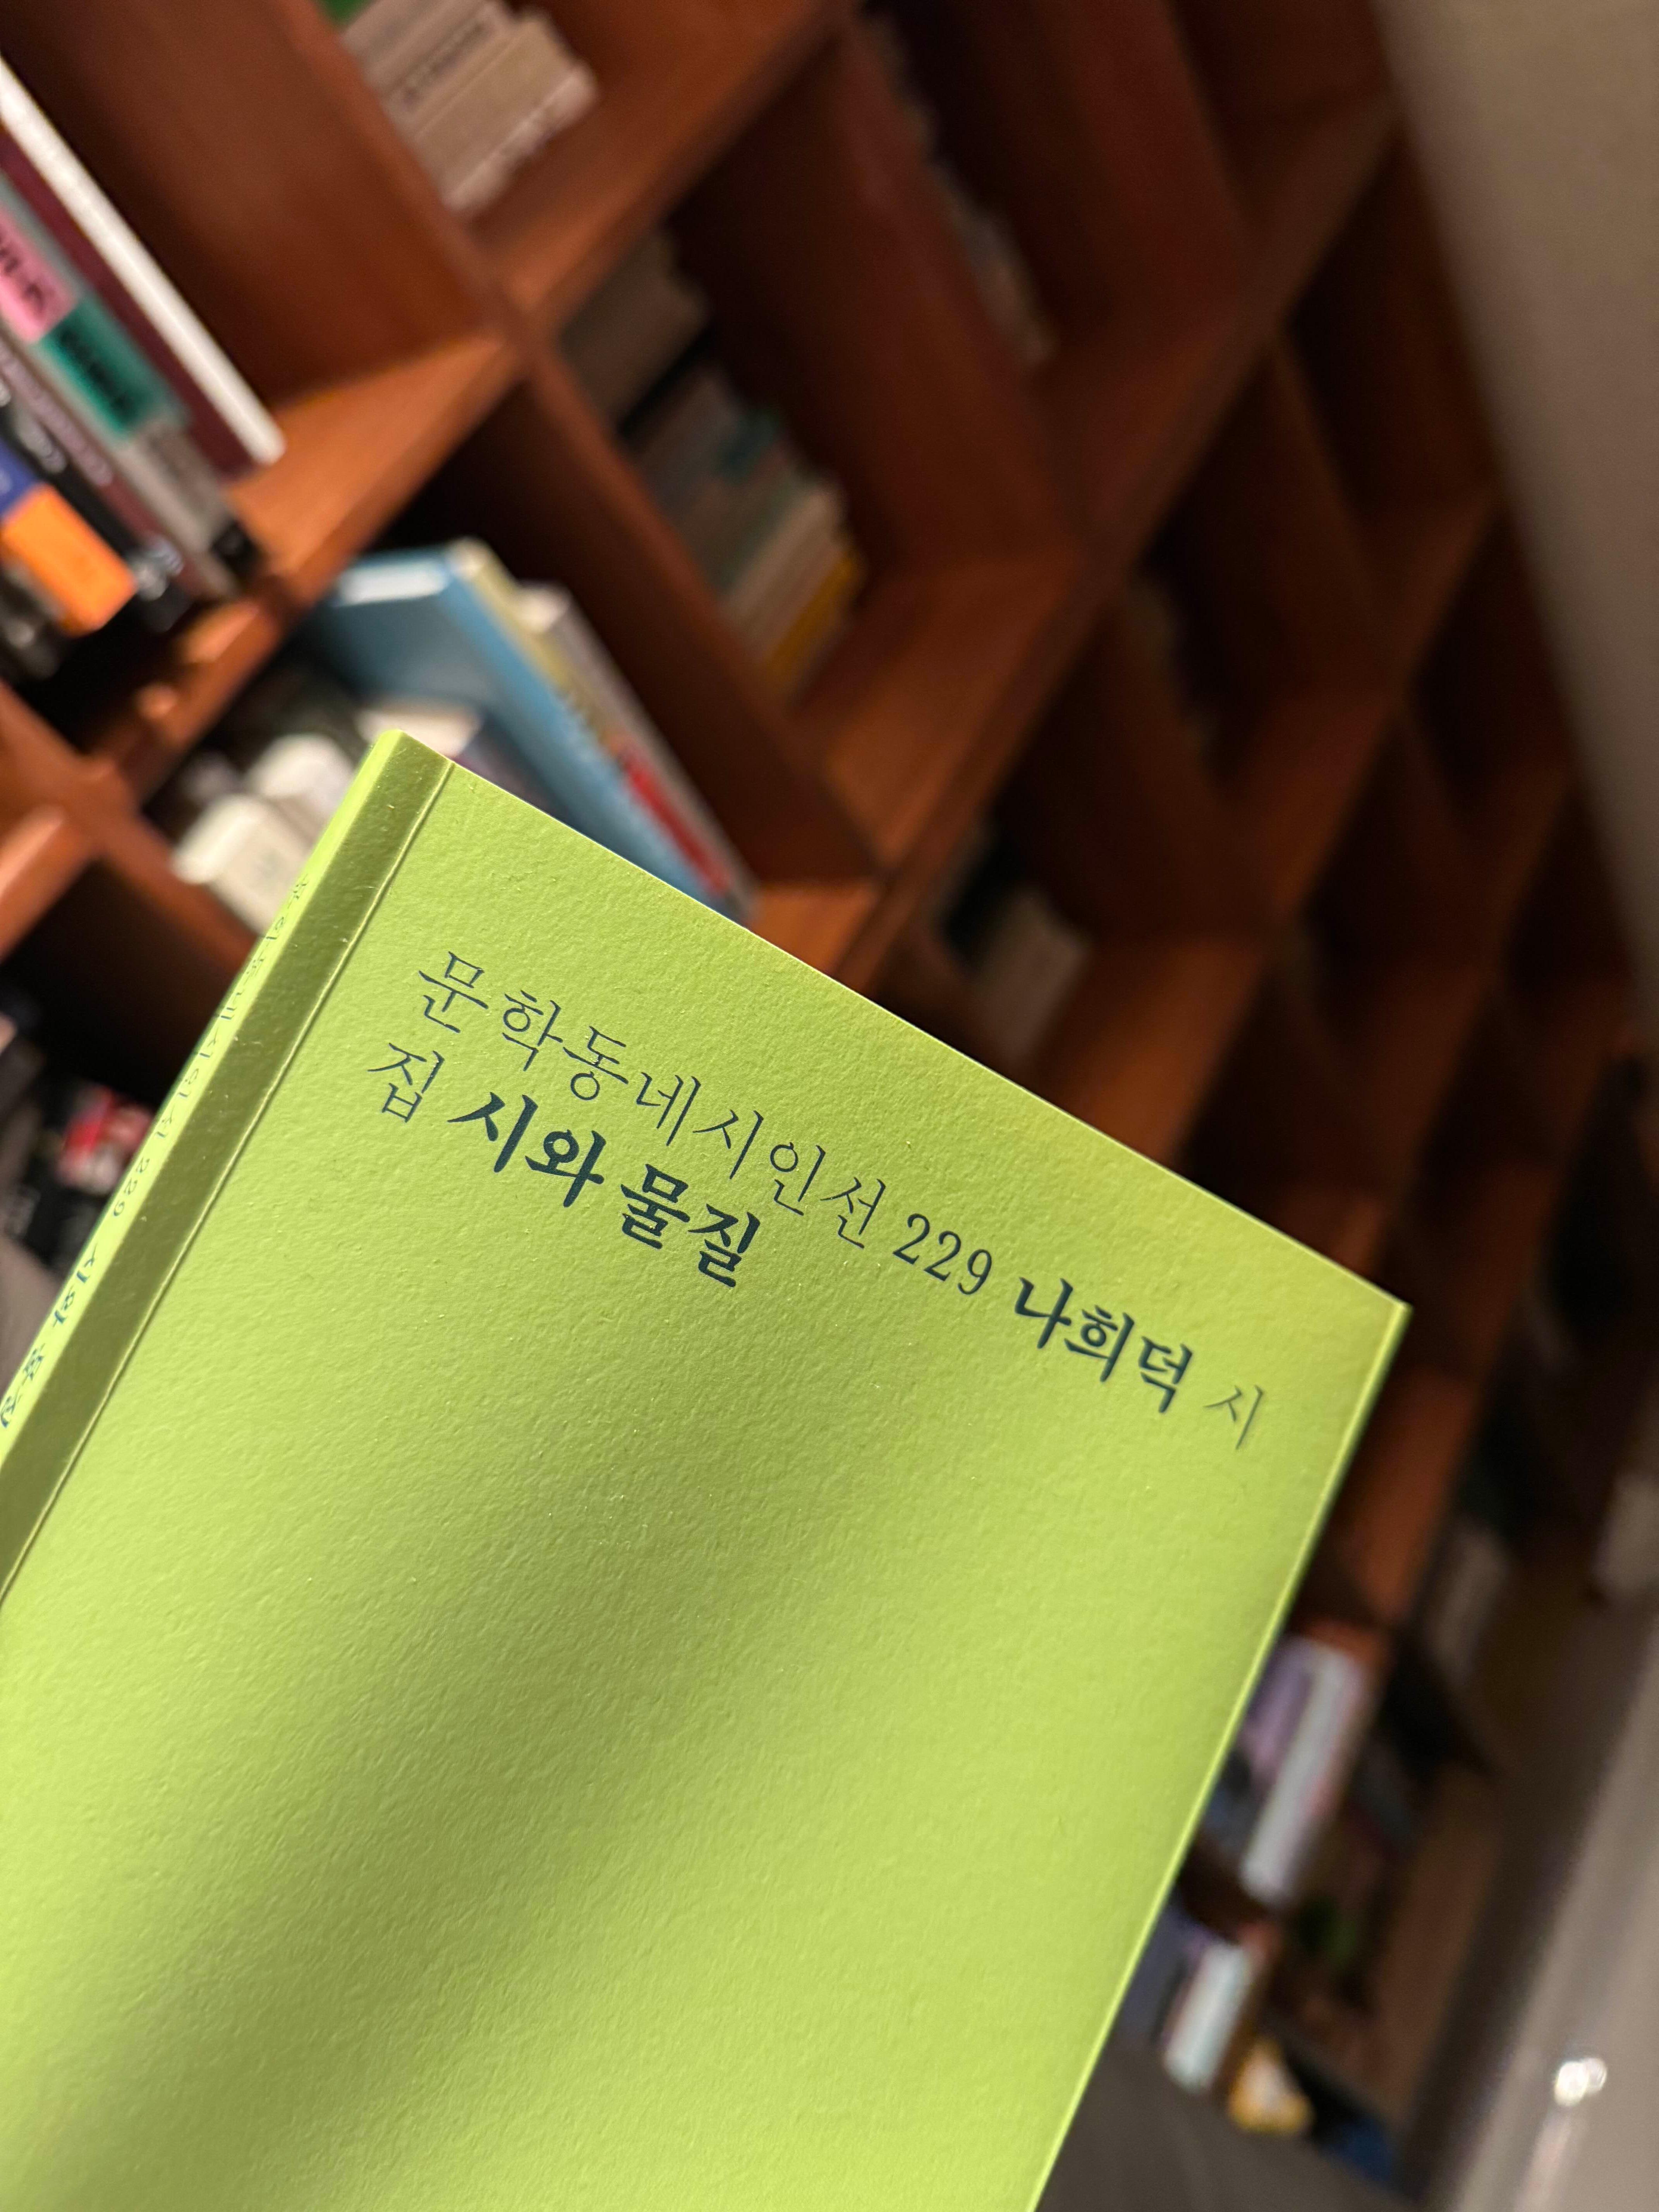 문학동네시인선 229 나희덕 시
집 시와 물질